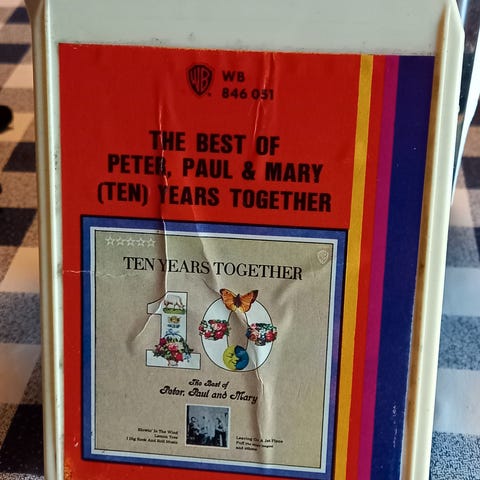 WB
WB
846 051
THE BEST OF
PETER, PAUL & MARY
(TEN) YEARS TOGETHER
TEN YEARS TOGETHER
10
The Best of
Peter, Paul and Mary
Blowin' In The Wind
Lemon Tree
I Dig Rock And Roll Music
Leaving On A Jet Plane
Puff the magic
and others